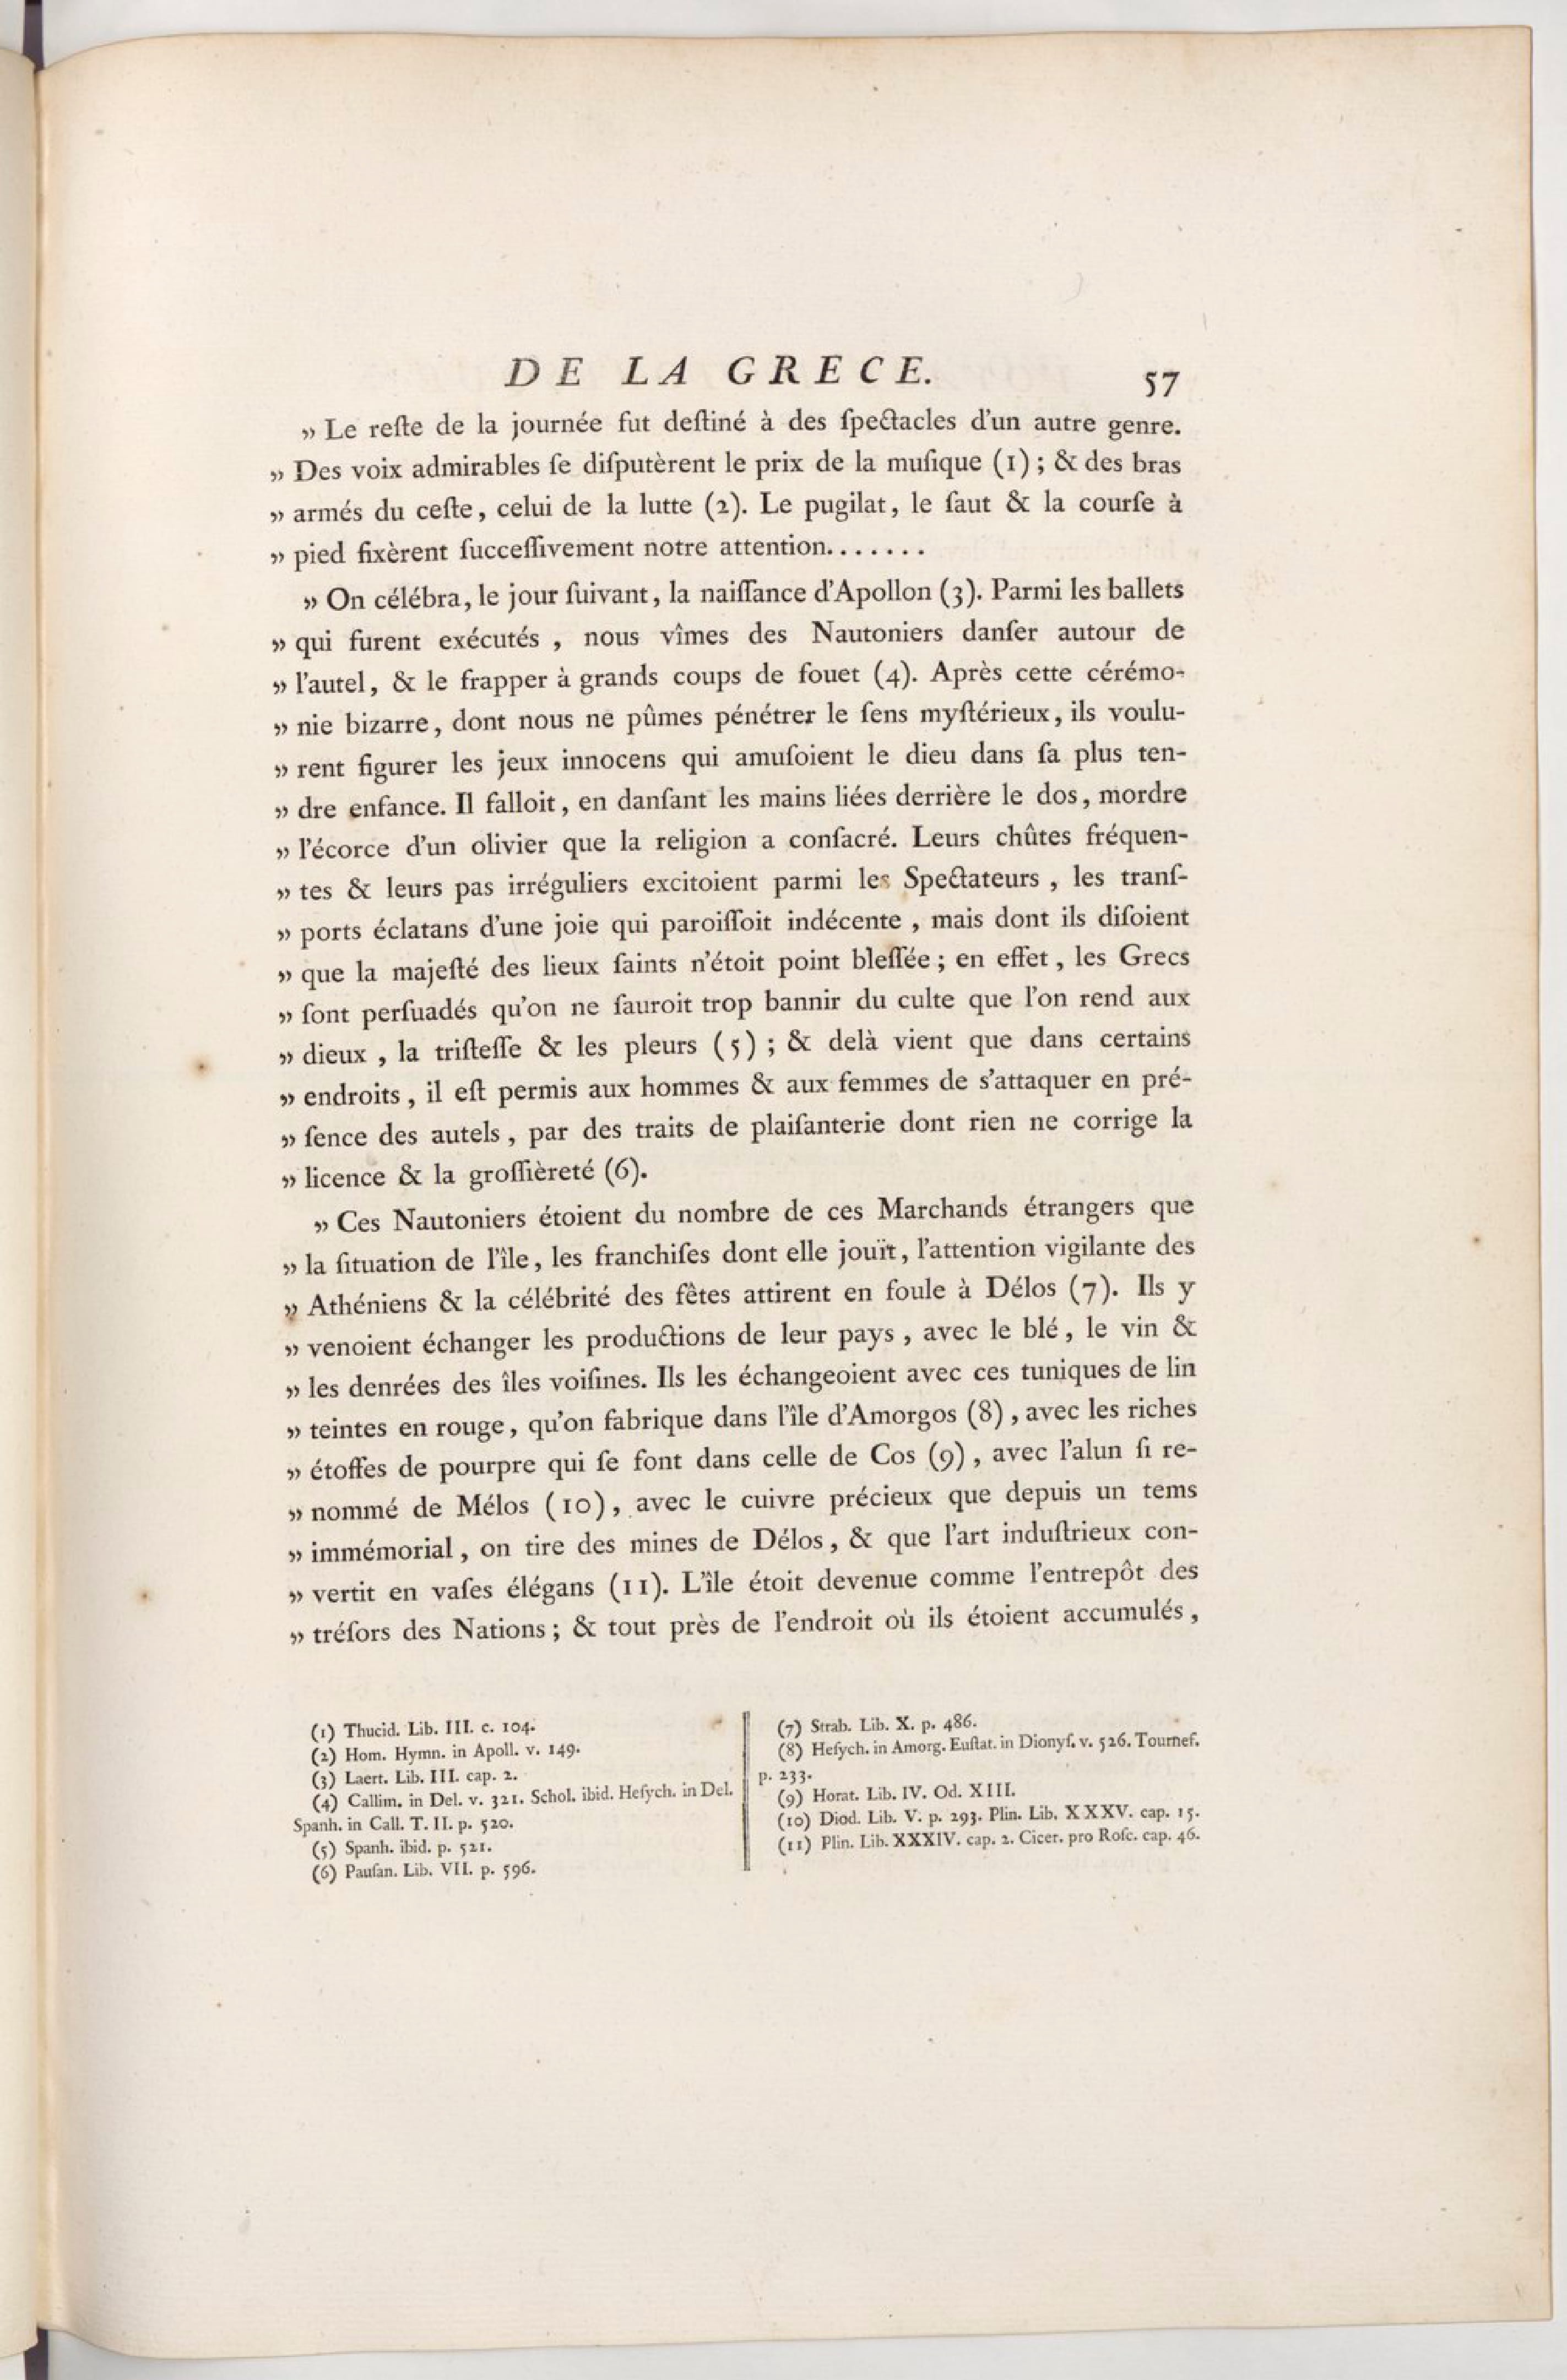 DE LA GRECE. 57
» Le reſte de la journée fut deſtiné à des ſpectacles d'un autre genre.
» Des voix admirables ſe diſputèrent le prix de la muſique (1) ; & des bras
» armés du ceſte, celui de la lutte (2). Le pugilat, le ſaut & la courſe à
» pied fixèrent ſucceſſivement notre attention.......
» On célébra, le jour ſuivant, la naiſſance d'Apollon (3). Parmi les ballets
» qui furent exécutés , nous vîmes des Nautoniers danſer autour de
» l'autel, & le frapper à grands coups de fouet (4). Après cette cérémo-
» nie bizarre, dont nous ne pûmes pénétrer le ſens myſtérieux, ils voulu-
» rent figurer les jeux innocens qui amuſoient le dieu dans ſa plus ten-
» dre enfance. Il falloit, en danſant les mains liées derrière le dos, mordre
» l'écorce d'un olivier que la religion a conſacré. Leurs chûtes fréquen-
» tes & leurs pas irréguliers excitoient parmi les Spectateurs , les tranſ-
» ports éclatans d'une joie qui paroiſſoit indécente , mais dont ils diſoient
» que la majeſté des lieux ſaints n'étoit point bleſſée ; en effet, les Grecs
» ſont perſuadés qu'on ne ſauroit trop bannir du culte que l'on rend aux
» dieux , la triſteſſe & les pleurs (5) ; & delà vient que dans certains
» endroits, il eſt permis aux hommes & aux femmes de s'attaquer en pré-
» ſence des autels, par des traits de plaiſanterie dont rien ne corrige la
» licence & la groſſièreté (6).
» Ces Nautoniers étoient du nombre de ces Marchands étrangers que
» la ſituation de l'île, les franchiſes dont elle jouït, l'attention vigilante des
» Athéniens & la célébrité des fêtes attirent en foule à Délos (7). Ils y
» venoient échanger les productions de leur pays , avec le blé, le vin &
» les denrées des îles voiſines. Ils les échangeoient avec ces tuniques de lin
» teintes en rouge, qu'on fabrique dans l'île d'Amorgos (8) , avec les riches
» étoffes de pourpre qui ſe font dans celle de Cos (9) , avec l'alun ſi re-
» nommé de Mélos (10), avec le cuivre précieux que depuis un tems
» immémorial, on tire des mines de Délos, & que l'art induſtrieux con-
» vertit en vaſes élégans (11). L'île étoit devenue comme l'entrepôt des
» tréſors des Nations ; & tout près de l'endroit où ils étoient accumulés,
(1) Thucid. Lib. III. c. 104.
(2) Hom. Hymn. in Apoll. v. 149.
(3) Laert. Lib. III. cap. 2.
(4) Callim. in Del. v. 321. Schol. ibid. Heſych. in Del.
Spanh. in Call. T. II. p. 520.
(5) Spanh. ibid. p. 521.
(6) Pauſan. Lib. VII. p. 596.
(7) Strab. Lib. X. p. 486.
(8) Heſych. in Amorg. Euſtat. in Dionyſ. v. 526. Tournef.
p. 233.
(9) Horat. Lib. IV. Od. XIII.
(10) Diod. Lib. V. p. 293. Plin. Lib. XXXV. cap. 15.
(11) Plin. Lib. XXXIV. cap. 2. Cicer. pro Roſc. cap. 46.